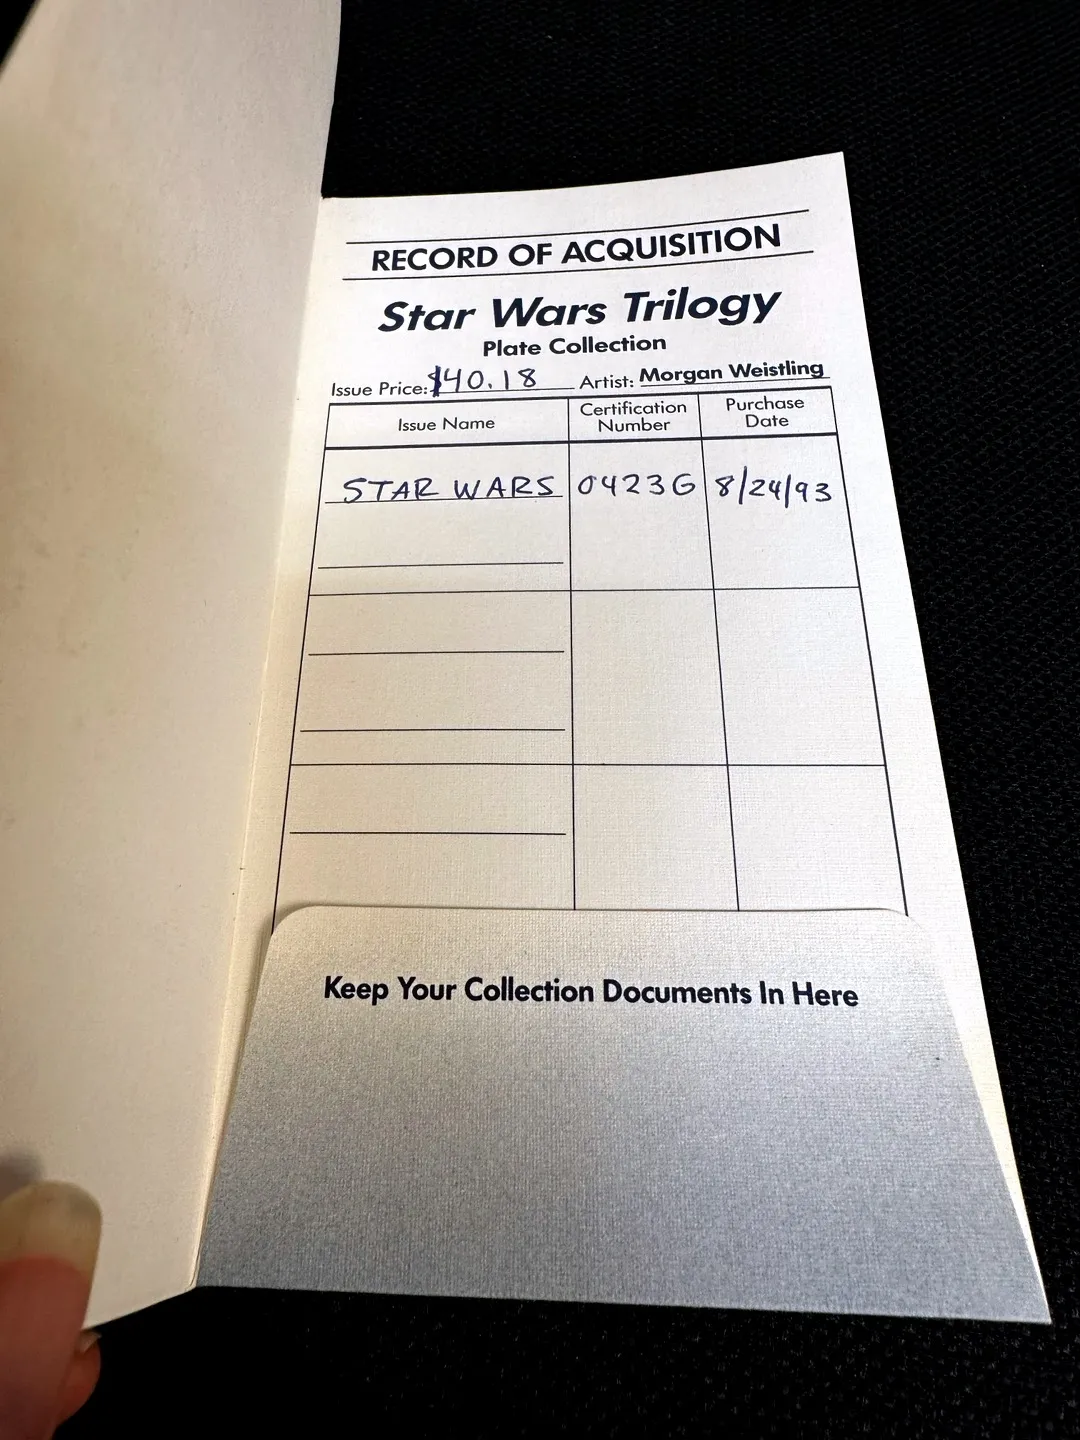 RECORD OF ACQUISITION
Star Wars Trilogy
Plate Collection
Issue Price: $40.18 Artist: Morgan Weistling
Issue Name Certification Number Purchase Date
STAR WARS 0423G 8/24/93
Keep Your Collection Documents In Here